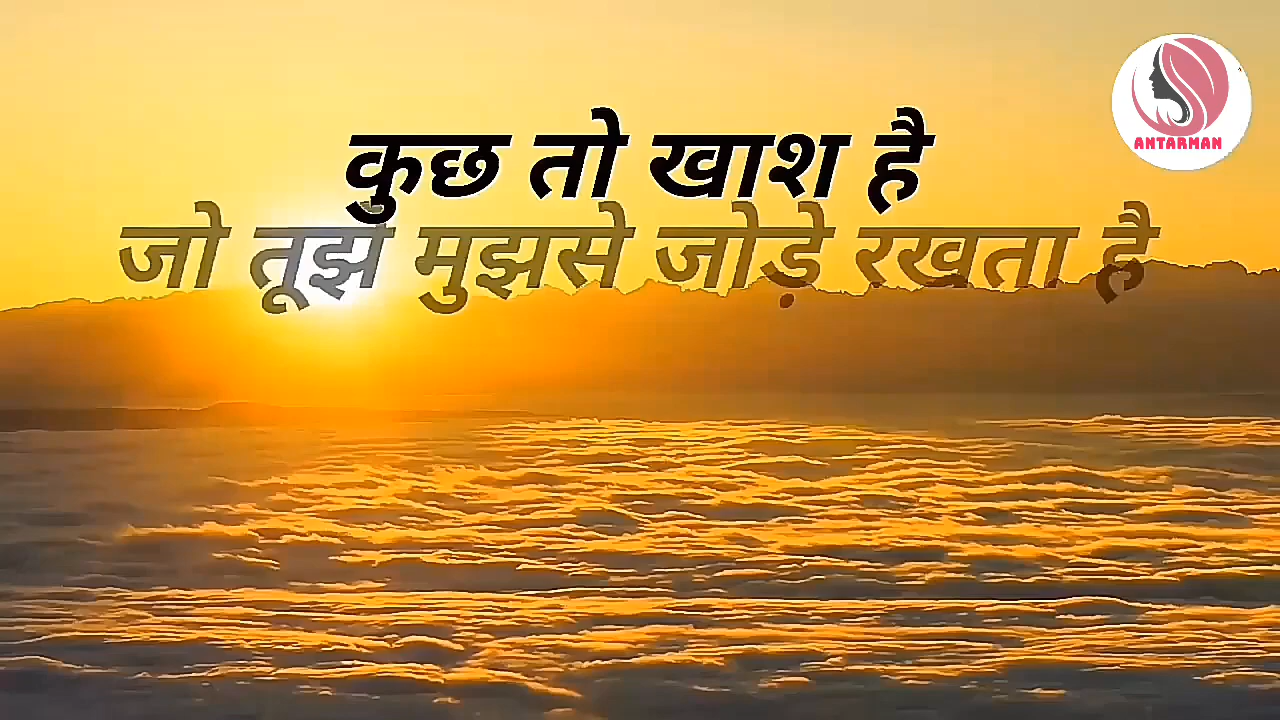 कुछ तो खाश है
जो तूझे मुझसे जोड़े रखता है
ANTARMAN